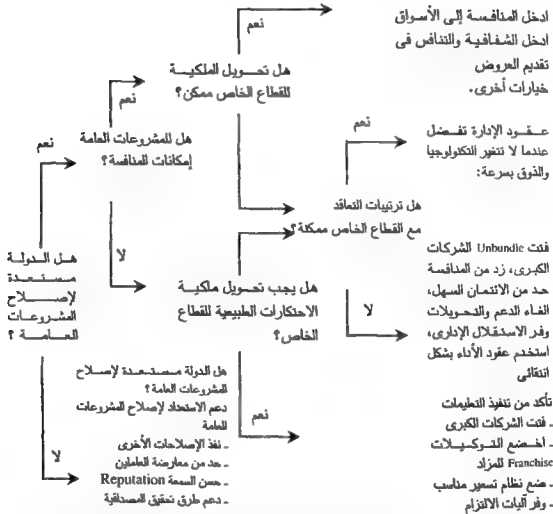 نعم
ادخل المنافسة إلى الأسواق
ادخل الشفافية والتنافس فى
تقديم العروض
خيارات أخرى.
هل تحويل الملكية
للقطاع الخاص ممكن؟
نعم
نعم
عقود الإدارة تفضل
عندما لا تتغير التكنولوجيا
والذوق بسرعة:
نعم
هل للمشروعات العامة
إمكانات المنافسة؟
هل ترتيبات التعاقد
مع القطاع الخاص ممكنة؟
لا
هل الدولة
مستعدة
لإصلاح
المشروعات
العامة ؟
هل يجب تحويل ملكية
الاحتكارات الطبيعية للقطاع
الخاص؟
لا
فتت Unbundle الشركات
الكبرى، زد من المنافسة
حد من الائتمان السهل،
الغاء الدعم والتحويلات
وفر الاستقلال الإدارى،
استخدم عقود الأداء بشكل
انتقائى
نعم
لا
هل الدولة مستعدة لإصلاح
المشروعات العامة؟
دعم الاستعداد لإصلاح المشروعات
للعامة
ـ نفذ الإصلاحات الأخرى
ـ حد من معارضة العاملين
ـ حسن السمعة Reputation
ـ دعم طرق تحقيق المصداقية
تأكد من تنفيذ التعليمات
ـ فتت الشركات الكبرى
ـ اخضع التوكيلات
Franchise للمزاد
ـ ضع نظام تسعير مناسب
ـ وفر آليات الالتزام